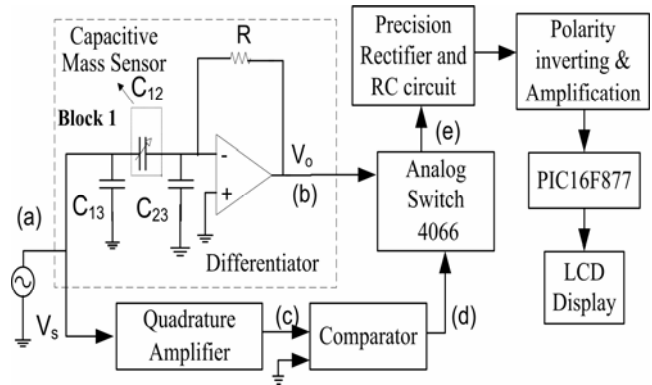 Capacitive
Mass Sensor
C12
Block 1
R
-
+
Vo
(a)
(b)
C13
C23
Differentiator
Vs
Quadrature
Amplifier
(c)
Comparator
(d)
Analog
Switch
4066
(e)
Precision
Rectifier and
RC circuit
Polarity
inverting &
Amplification
PIC16F877
LCD
Display